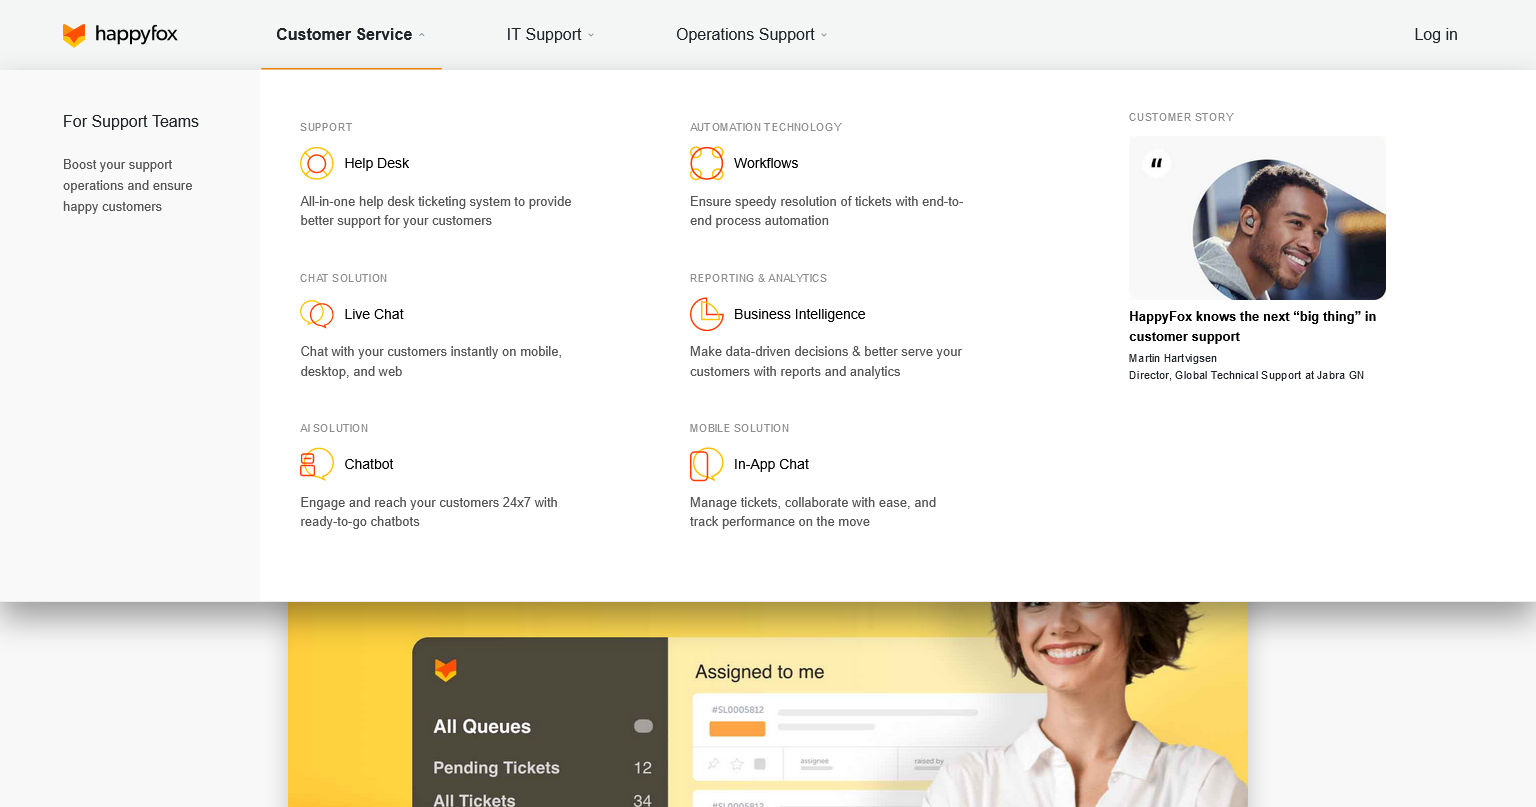 happyfox
Customer Service
IT Support
Operations Support
Log in
For Support Teams
Boost your support
operations and ensure
happy customers
SUPPORT
Help Desk
All-in-one help desk ticketing system to provide
better support for your customers
CHAT SOLUTION
Live Chat
Chat with your customers instantly on mobile,
desktop, and web
AI SOLUTION
Chatbot
Engage and reach your customers 24x7 with
ready-to-go chatbots
AUTOMATION TECHNOLOGY
Workflows
Ensure speedy resolution of tickets with end-to-
end process automation
REPORTING & ANALYTICS
Business Intelligence
Make data-driven decisions & better serve your
customers with reports and analytics
MOBILE SOLUTION
In-App Chat
Manage tickets, collaborate with ease, and
track performance on the move
CUSTOMER STORY
“
HappyFox knows the next “big thing” in
customer support
Martin Hartvigsen
Director, Global Technical Support at Jabra GN
All Queues
Pending Tickets 12
All Tickets 34
Assigned to me
#SL0005812
assignee
raised by
#SL0005812